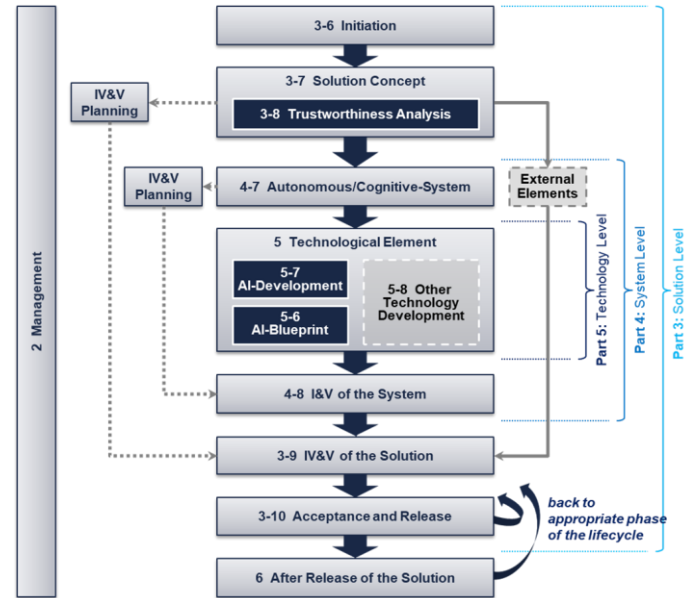 3-6 Initiation
3-7 Solution Concept
3-8 Trustworthiness Analysis
IV&V
Planning
IV&V
Planning
4-7 Autonomous/Cognitive-System
External
Elements
5 Technological Element
5-7
AI-Development
5-6
AI-Blueprint
5-8 Other
Technology
Development
4-8 I&V of the System
3-9 IV&V of the Solution
3-10 Acceptance and Release
back to
appropriate phase
of the lifecycle
6 After Release of the Solution
2 Management
Part 5: Technology Level
Part 4: System Level
Part 3: Solution Level